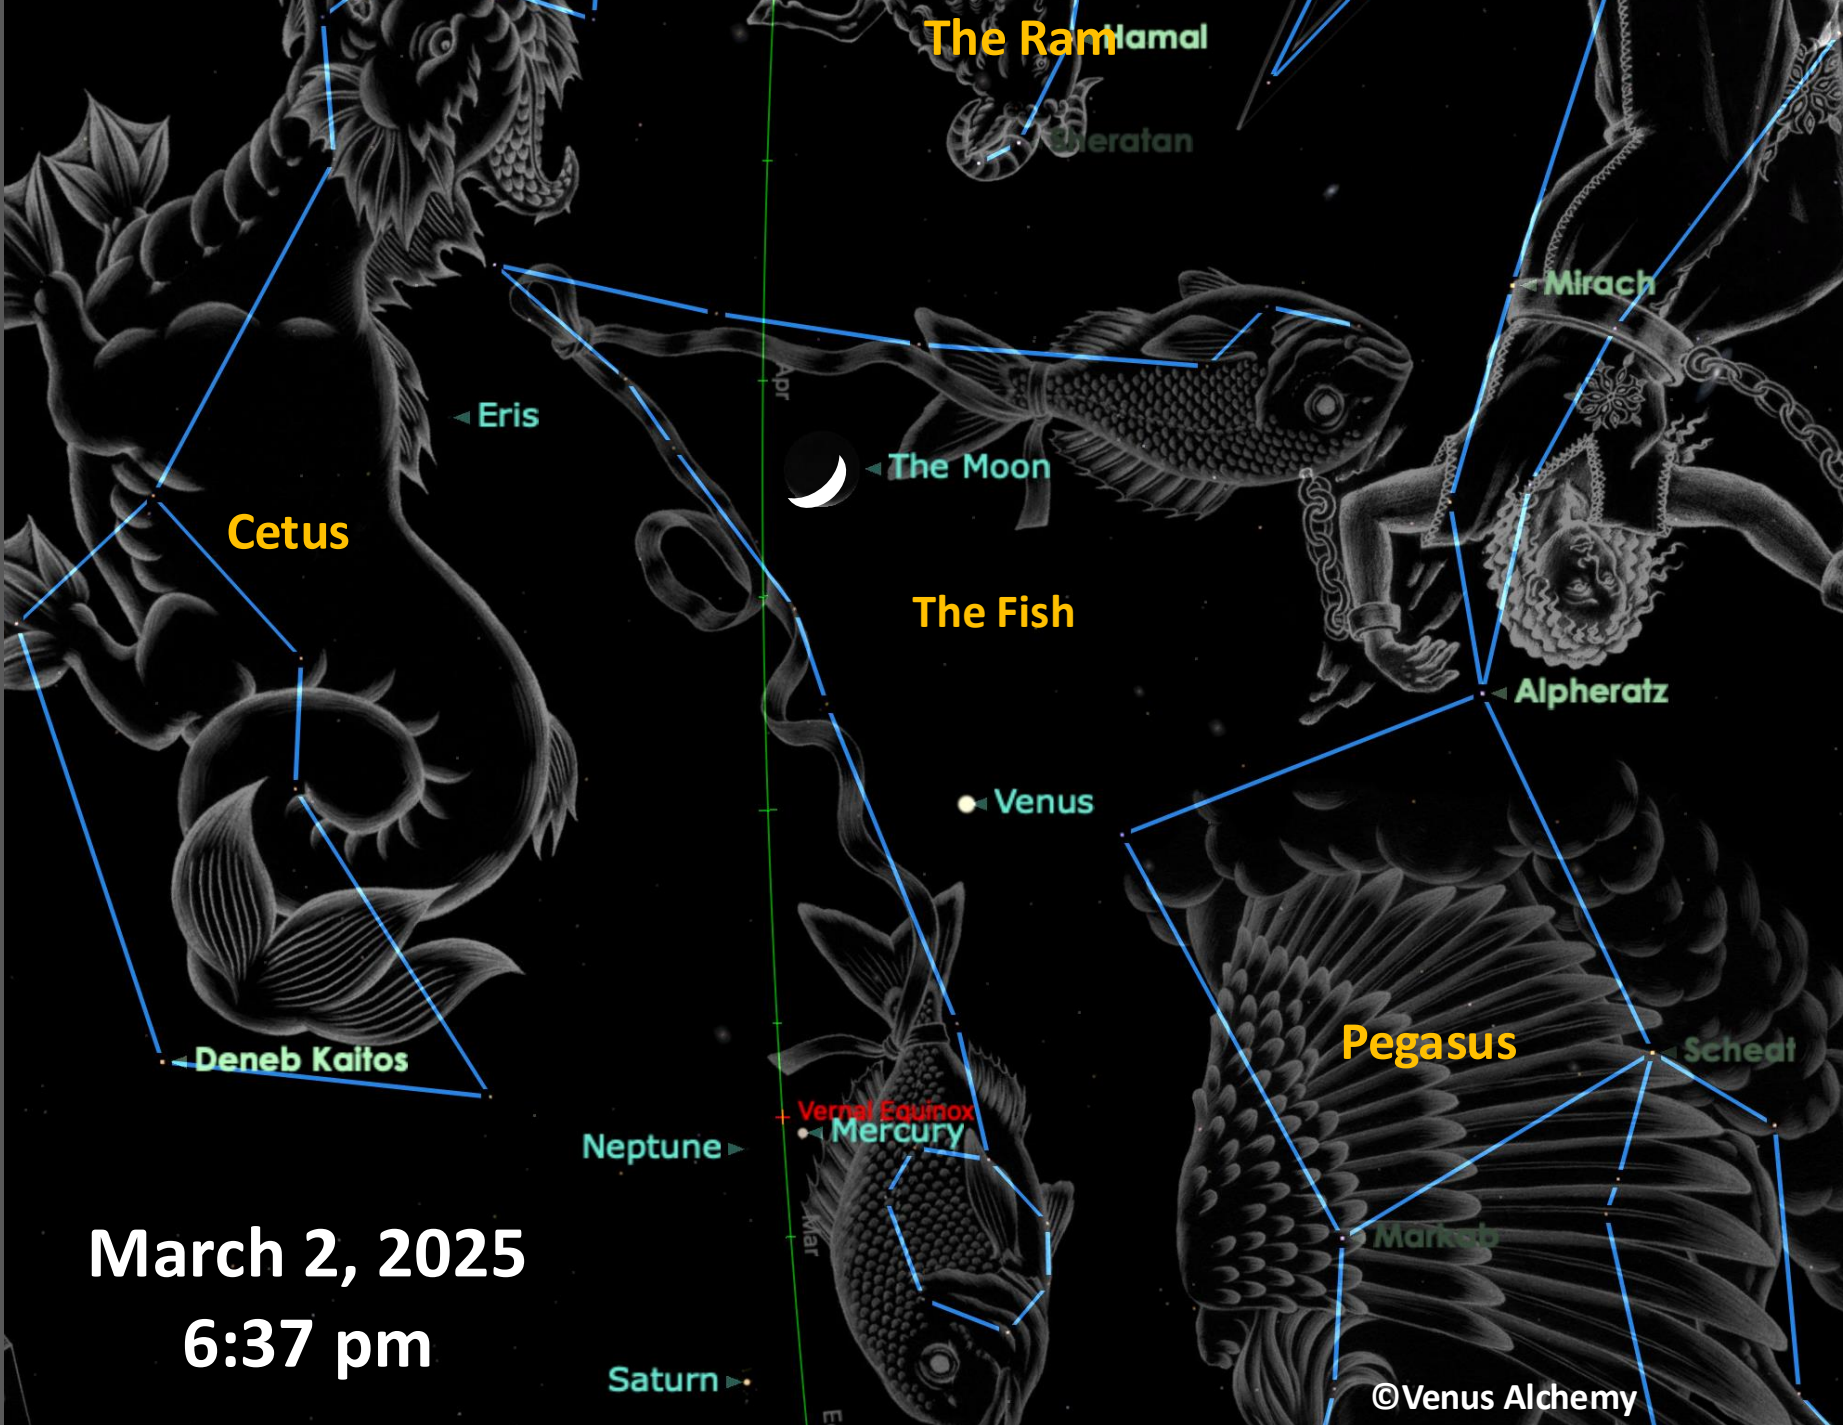 The Ram
Hamal
Sheratan
Mirach
Apr
Eris
The Moon
Cetus
The Fish
Alpheratz
Venus
Pegasus
Scheat
Deneb Kaitos
Vernal Equinox
Mercury
Neptune
Mar
Markab
March 2, 2025
6:37 pm
Saturn
©Venus Alchemy